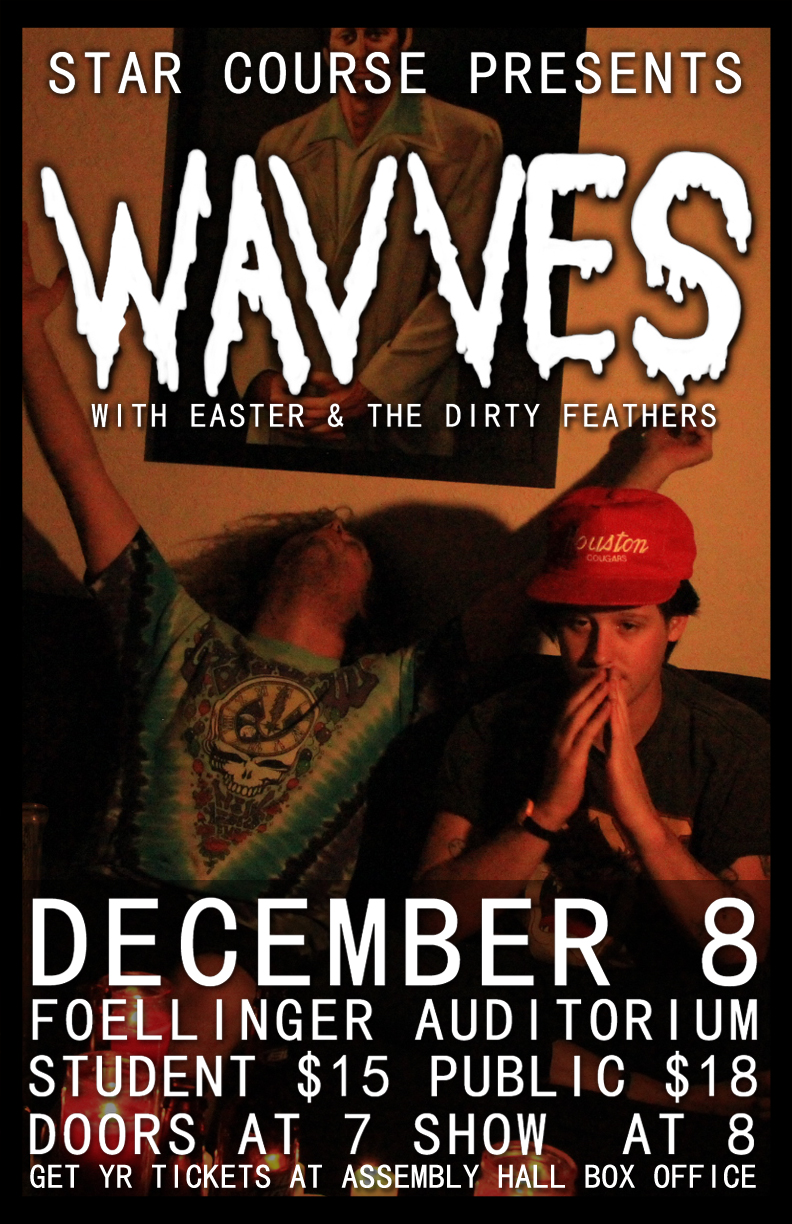 STAR COURSE PRESENTS
WAVVES
WITH EASTER & THE DIRTY FEATHERS
Houston
COUGARS
DECEMBER 8
FOELLINGER AUDITORIUM
STUDENT $15 PUBLIC $18
DOORS AT 7 SHOW AT 8
GET YR TICKETS AT ASSEMBLY HALL BOX OFFICE